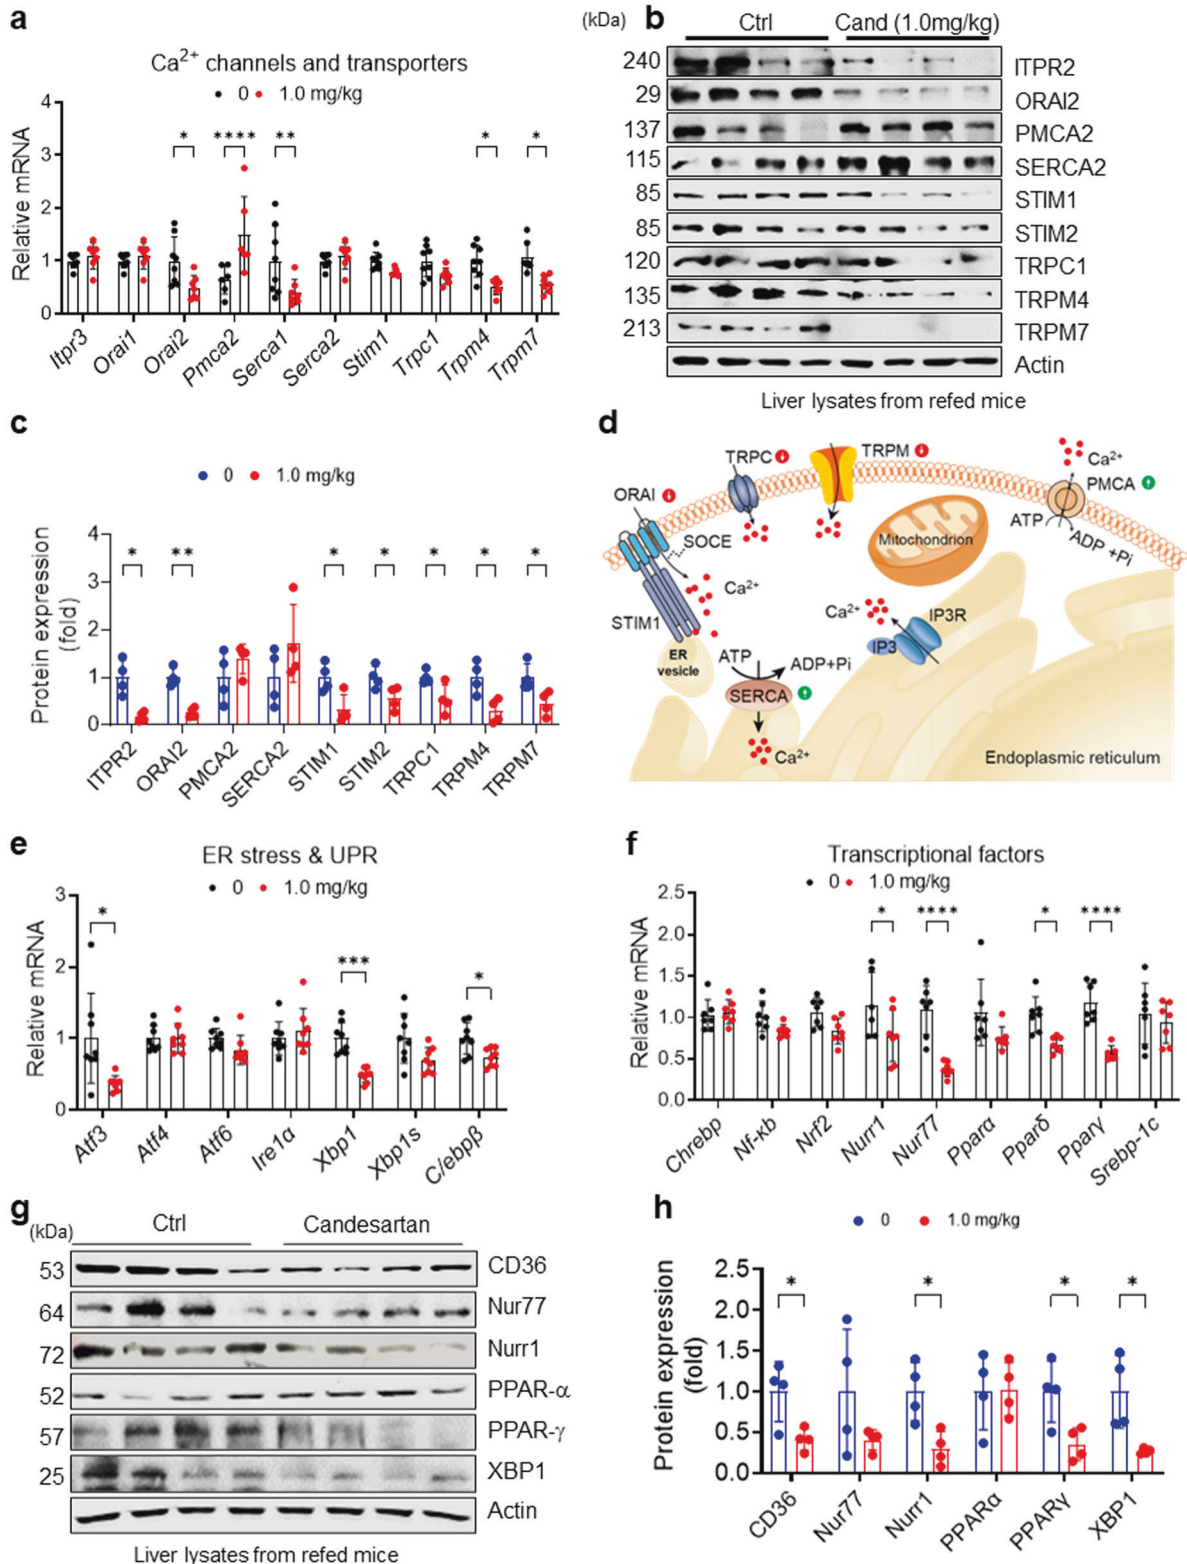 a
Ca2+ channels and transporters
0 1.0 mg/kg
Relative mRNA
4
3
2
1
0
* **** ** * *
Itpr3 Orai1 Orai2 Pmca2 Serca1 Serca2 Stim1 Trpc1 Trpm4 Trpm7
b
(kDa) Ctrl Cand (1.0mg/kg)
240 ITPR2
29 ORAI2
137 PMCA2
115 SERCA2
85 STIM1
85 STIM2
120 TRPC1
135 TRPM4
213 TRPM7
Actin
Liver lysates from refed mice
c
0 1.0 mg/kg
Protein expression
(fold)
4
3
2
1
0
* ** * * * * *
ITPR2 ORAI2 PMCA2 SERCA2 STIM1 STIM2 TRPC1 TRPM4 TRPM7
d
TRPC
TRPM
Ca2+
PMCA
ORAI
ATP
ADP +Pi
SOCE
Mitochondrion
Ca2+
STIM1
Ca2+
IP3R
IP3
ER
vesicle
ATP
ADP+Pi
SERCA
Ca2+
Endoplasmic reticulum
e
ER stress & UPR
0 1.0 mg/kg
Relative mRNA
3
2
1
0
* *** *
Atf3 Atf4 Atf6 Ire1α Xbp1 Xbp1s C/ebpβ
f
Transcriptional factors
0 1.0 mg/kg
Relative mRNA
2.5
2.0
1.5
1.0
0.5
0.0
* **** * ****
Chrebp Nf-κb Nrf2 Nurr1 Nur77 Pparα Pparδ Pparγ Srebp-1c
g
(kDa) Ctrl Candesartan
53 CD36
64 Nur77
72 Nurr1
52 PPAR-α
57 PPAR-γ
25 XBP1
Actin
Liver lysates from refed mice
h
0 1.0 mg/kg
Protein expression
(fold)
2.5
2.0
1.5
1.0
0.5
0.0
* * * *
CD36 Nur77 Nurr1 PPARα PPARγ XBP1